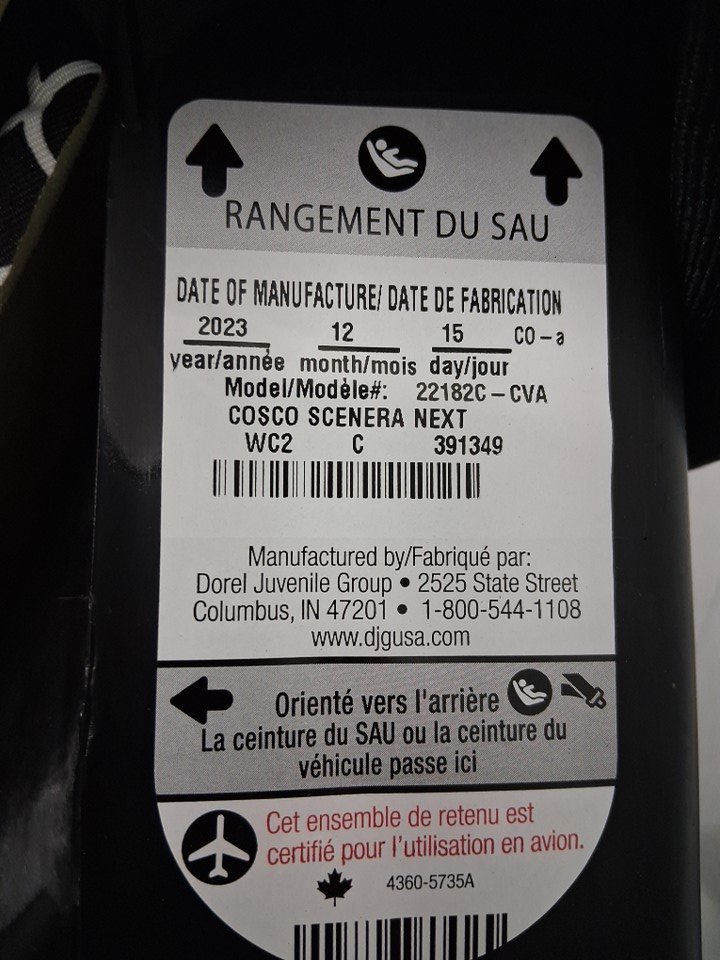 RANGEMENT DU SAU
DATE OF MANUFACTURE/ DATE DE FABRICATION
2023 12 15 CO – a
year/année month/mois day/jour
Model/Modèle#: 22182C – CVA
COSCO SCENERA NEXT
WC2 C 391349
Manufactured by/Fabriqué par:
Dorel Juvenile Group • 2525 State Street
Columbus, IN 47201 • 1-800-544-1108
www.djgusa.com
Orienté vers l'arrière
La ceinture du SAU ou la ceinture du
véhicule passe ici
Cet ensemble de retenu est
certifié pour l'utilisation en avion.
4360-5735A